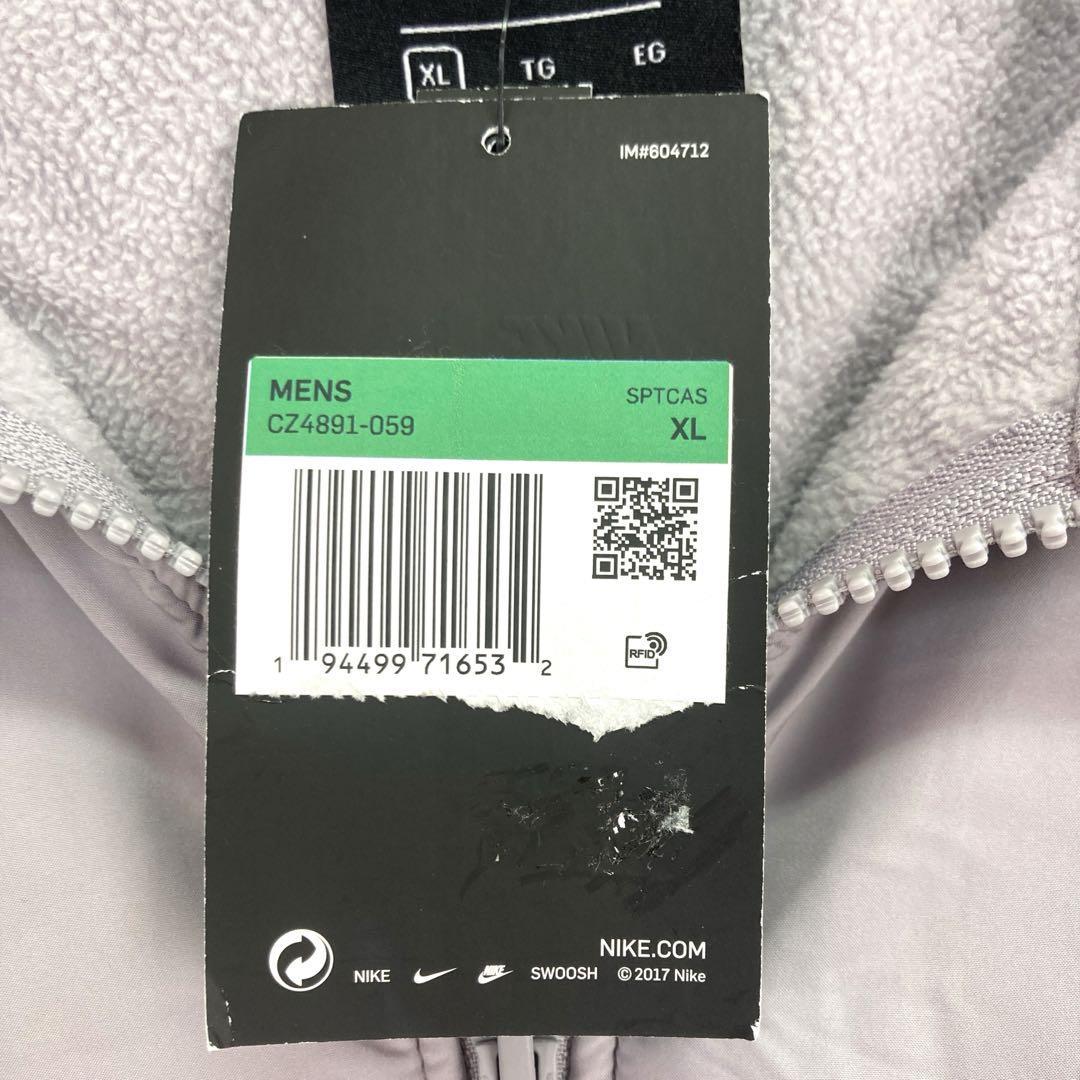 XL TG EG
IM#604712
MENS SPTCAS
CZ4891-059 XL
1 94499 71653 2
RFID
NIKE.COM
NIKE NIKE SWOOSH © 2017 Nike